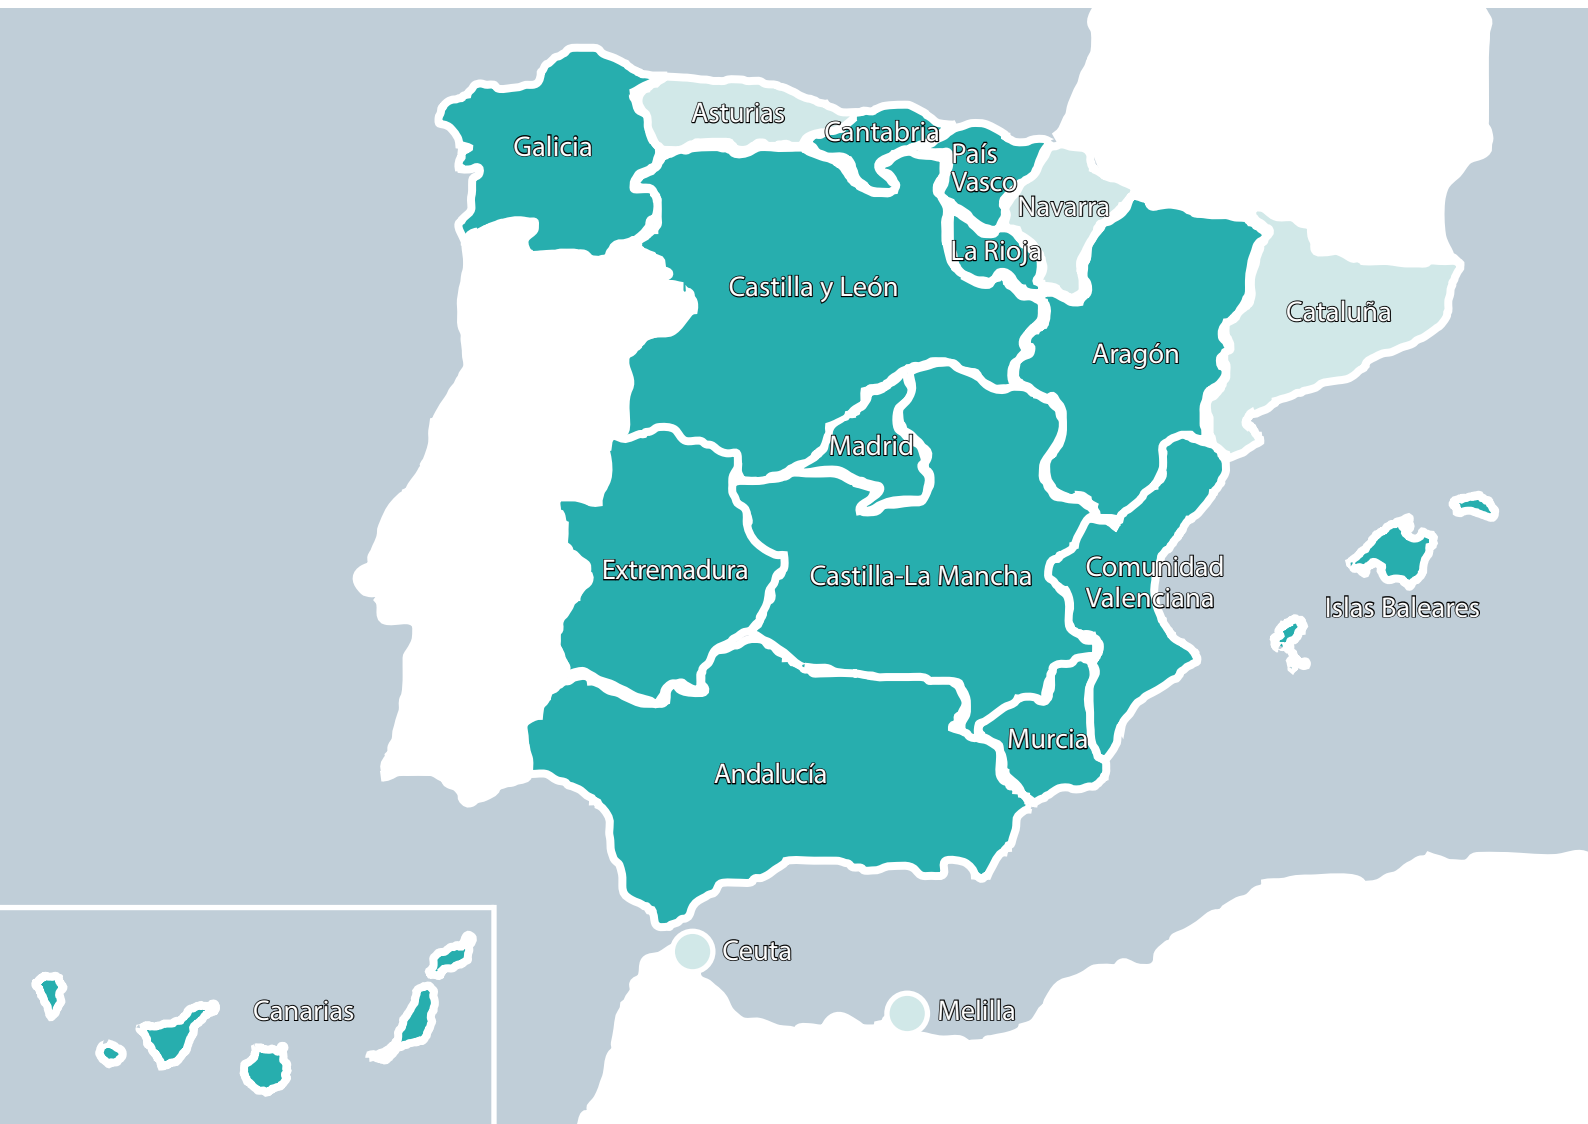 Asturias
Cantabria
Galicia
País
Vasco
Navarra
La Rioja
Castilla y León
Cataluña
Aragón
Madrid
Extremadura
Castilla-La Mancha
Comunidad
Valenciana
Islas Baleares
Murcia
Andalucía
Ceuta
Canarias
Melilla